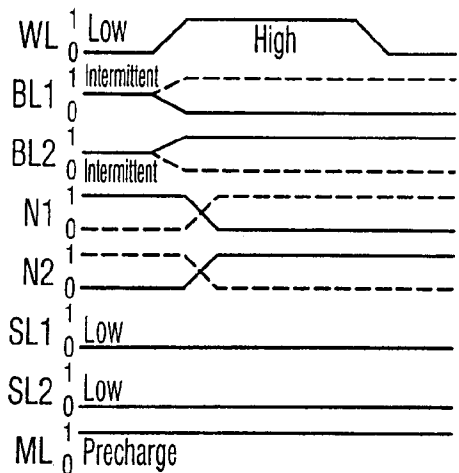 WL 1 Low High
0
1 Intermittent
BL1
0
1
BL2
0 Intermittent
1
N1
0
1
N2
0
1
SL1 Low
0
1
SL2 Low
0
1
ML Precharge
0